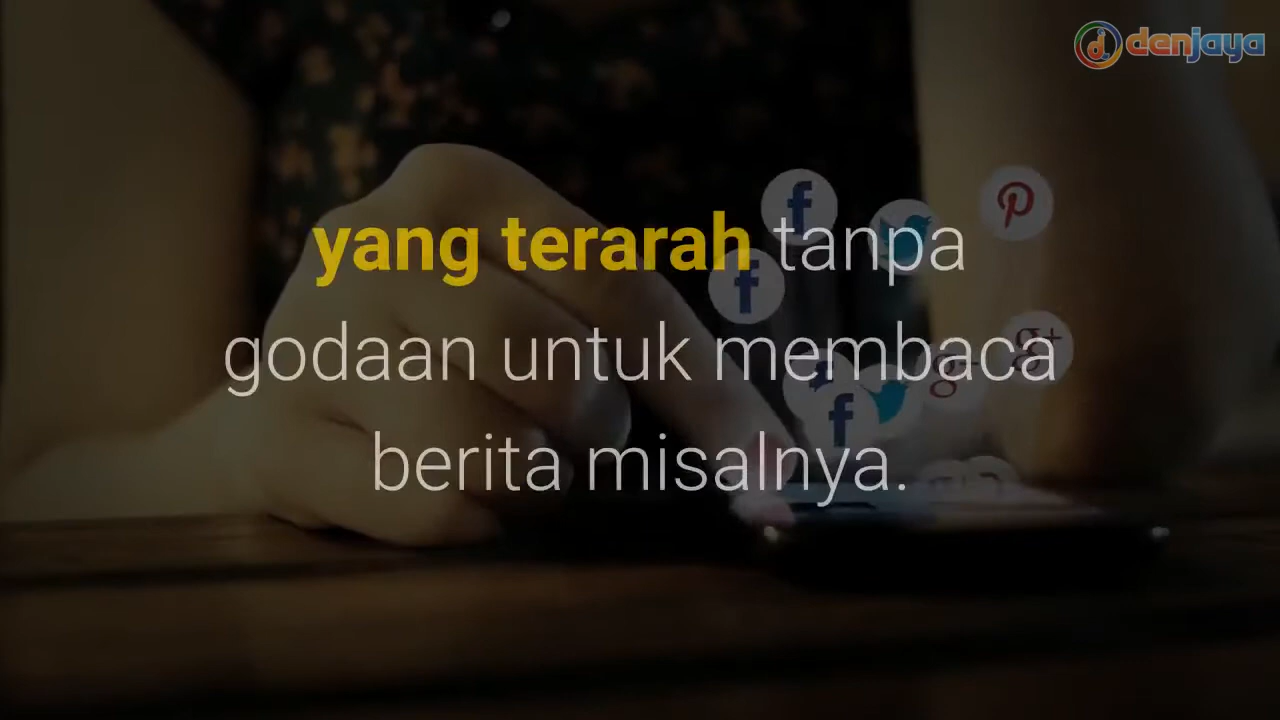 denjaya
yang terarah tanpa
godaan untuk membaca
berita misalnya.